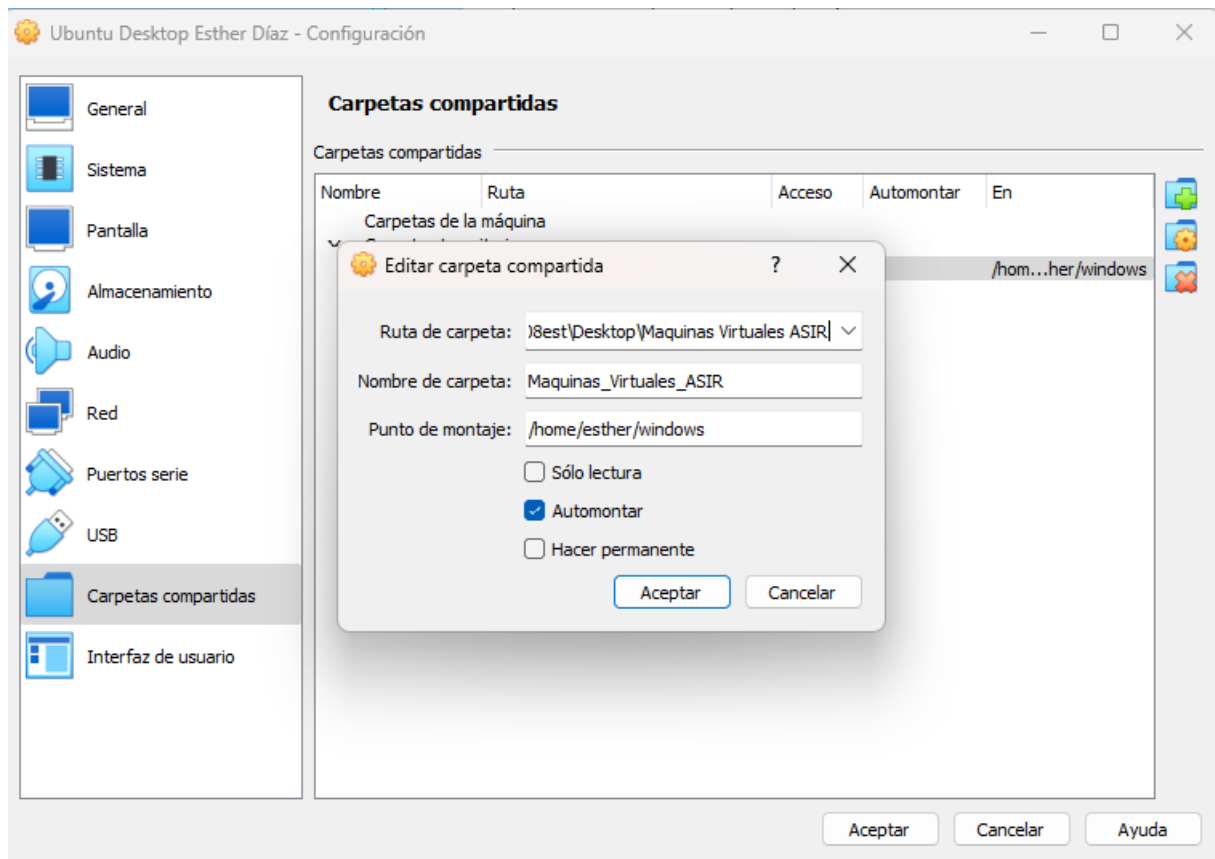 Ubuntu Desktop Esther Díaz - Configuración
General
Sistema
Pantalla
Almacenamiento
Audio
Red
Puertos serie
USB
Carpetas compartidas
Interfaz de usuario
Carpetas compartidas
Carpetas compartidas
Nombre Ruta Acceso Automontar En
Carpetas de la máquina
/hom...her/windows
Editar carpeta compartida ?
Ruta de carpeta: 8est\Desktop\Maquinas Virtuales ASIR
Nombre de carpeta: Maquinas_Virtuales_ASIR
Punto de montaje: /home/esther/windows
Sólo lectura
Automontar
Hacer permanente
Aceptar Cancelar
Aceptar Cancelar Ayuda